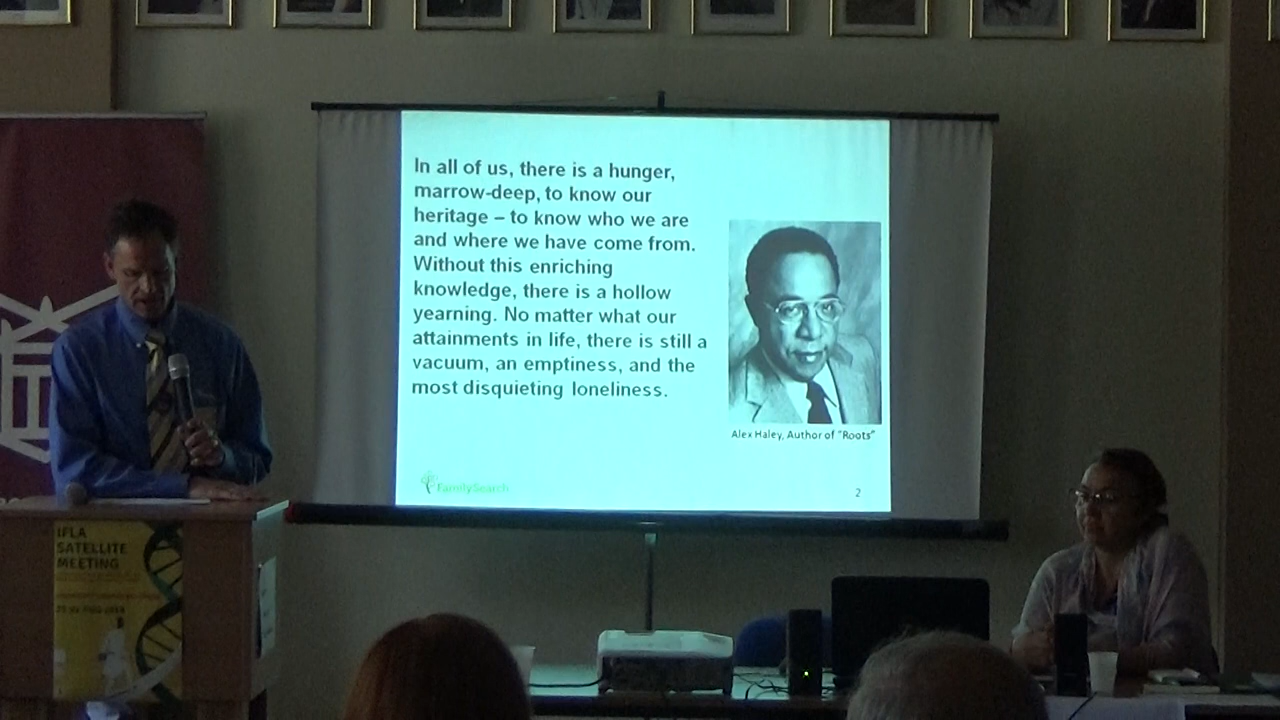 In all of us, there is a hunger,
marrow-deep, to know our
heritage – to know who we are
and where we have come from.
Without this enriching
knowledge, there is a hollow
yearning. No matter what our
attainments in life, there is still a
vacuum, an emptiness, and the
most disquieting loneliness.
Alex Haley, Author of "Roots"
FamilySearch
2
IFLA
SATELLITE
MEETING